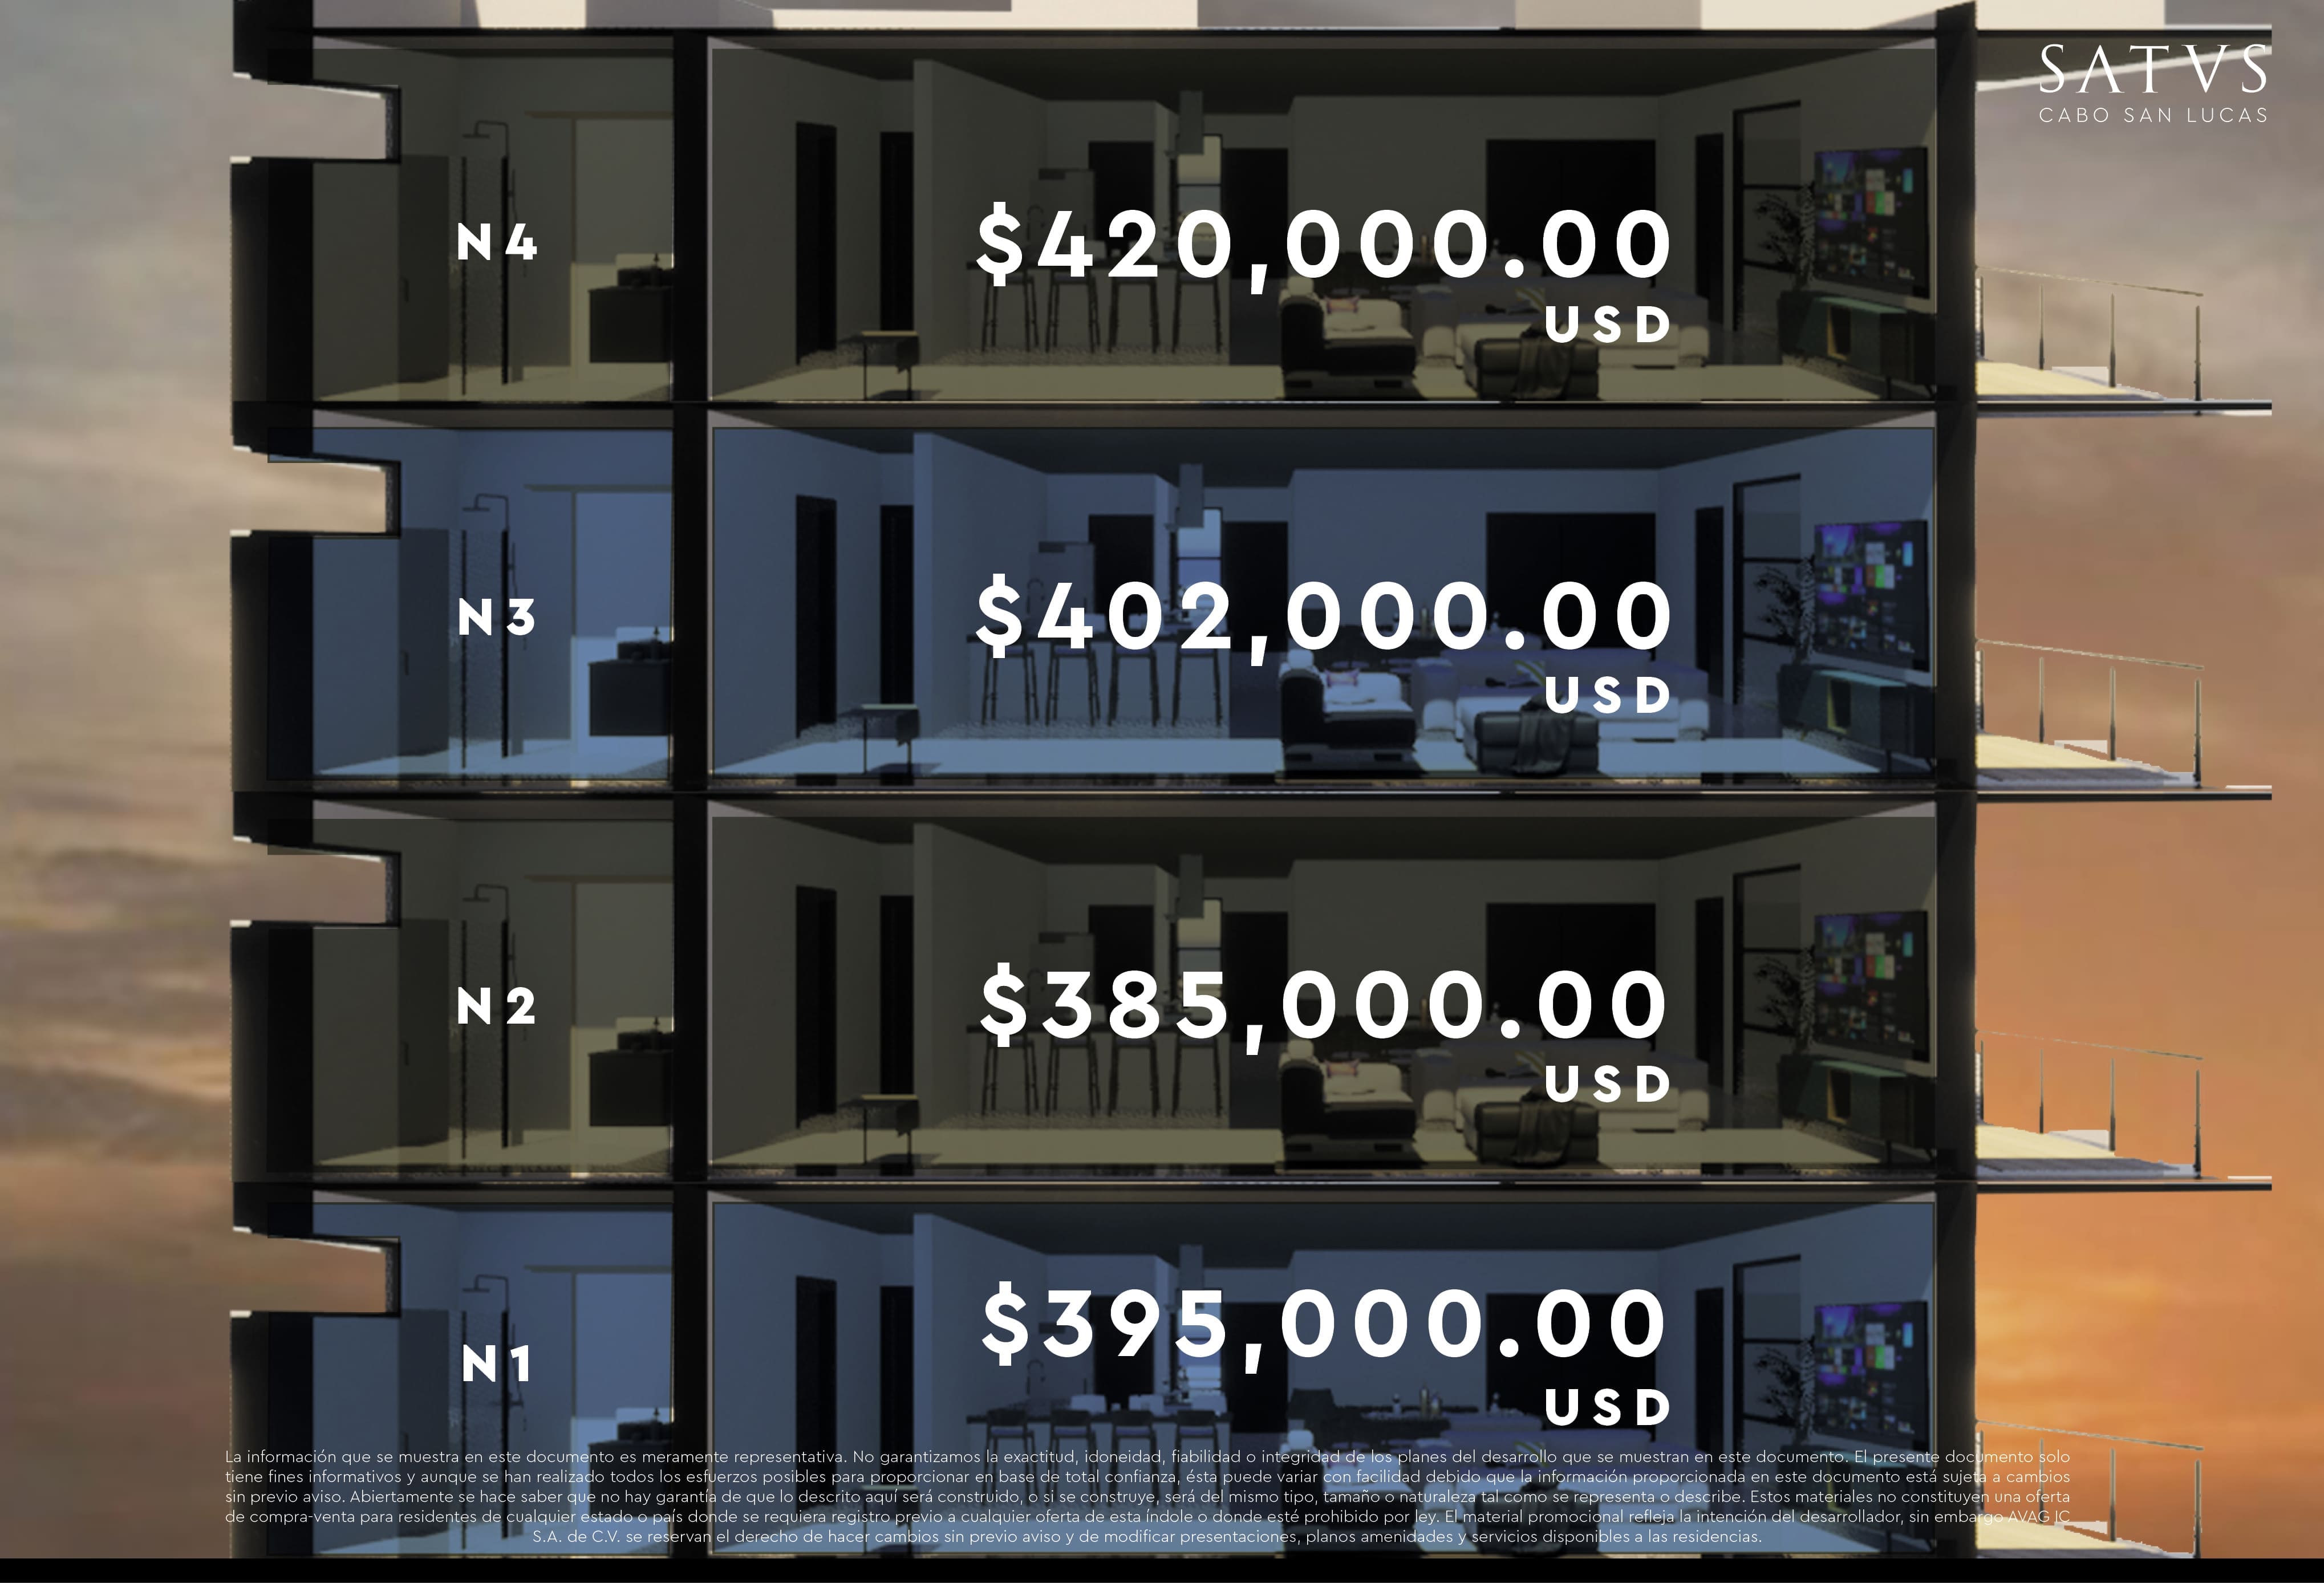 SATVS
CABO SAN LUCAS
N4
$420,000.00
USD
N3
$402,000.00
USD
N2
$385,000.00
USD
N1
$395,000.00
USD
La información que se muestra en este documento es meramente representativa. No garantizamos la exactitud, idoneidad, fiabilidad o integridad de los planes del desarrollo que se muestran en este documento. El presente documento solo
tiene fines informativos y aunque se han realizado todos los esfuerzos posibles para proporcionar en base de total confianza, ésta puede variar con facilidad debido que la información proporcionada en este documento está sujeta a cambios
sin previo aviso. Abiertamente se hace saber que no hay garantía de que lo descrito aquí será construido, o si se construye, será del mismo tipo, tamaño o naturaleza tal como se representa o describe. Estos materiales no constituyen una oferta
de compra-venta para residentes de cualquier estado o país donde se requiera registro previo a cualquier oferta de esta índole o donde esté prohibido por ley. El material promocional refleja la intención del desarrollador, sin embargo AVAG IC
S.A. de C.V. se reservan el derecho de hacer cambios sin previo aviso y de modificar presentaciones, planos amenidades y servicios disponibles a las residencias.